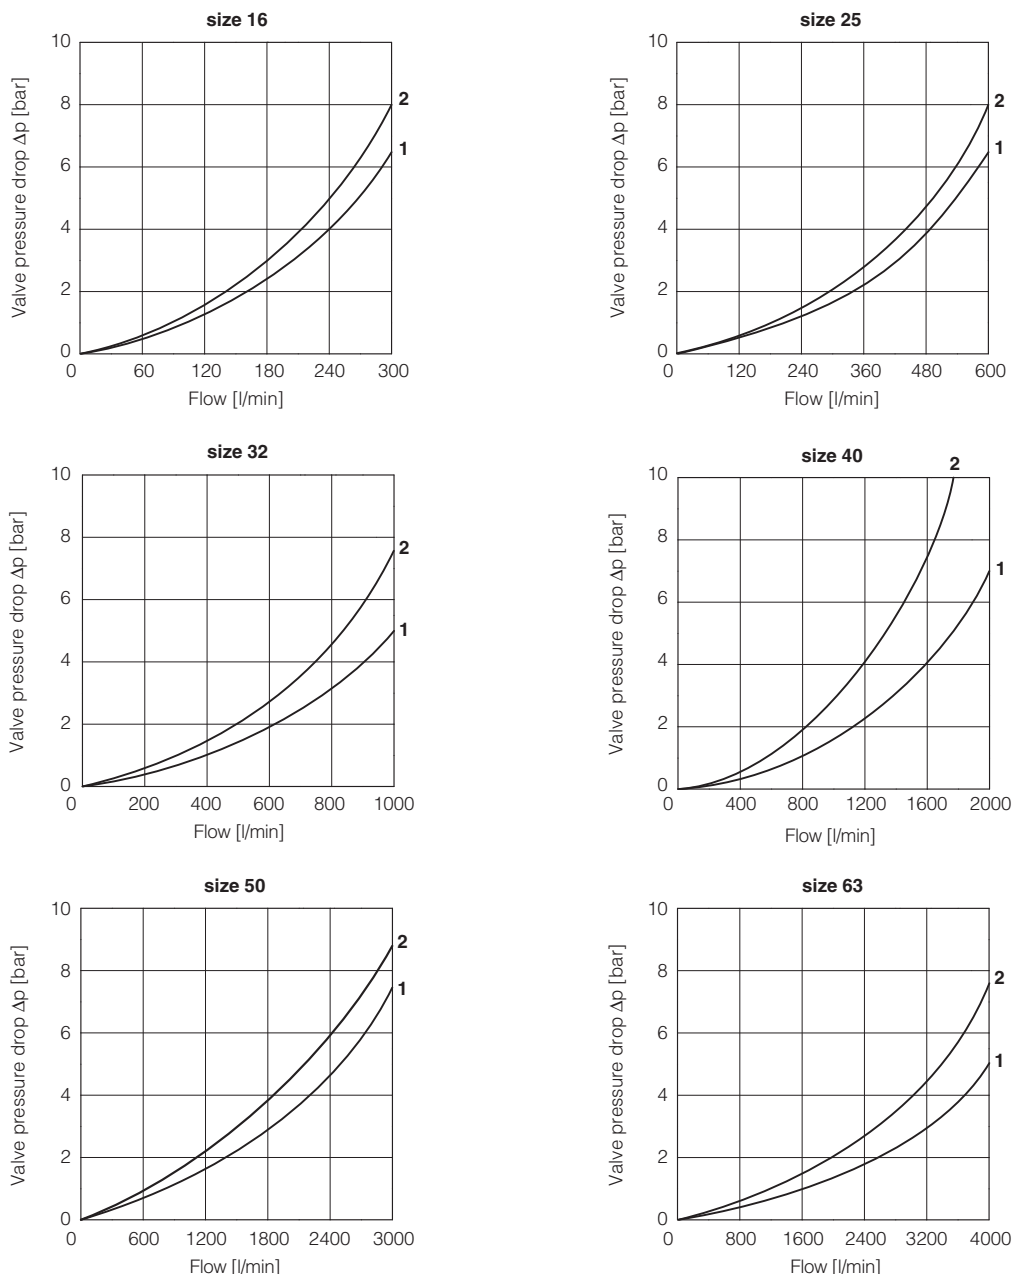 size 16
10
8
6
4
2
0
Valve pressure drop Δp [bar]
2
1
0 60 120 180 240 300
Flow [l/min]
size 25
10
8
6
4
2
0
Valve pressure drop Δp [bar]
2
1
0 120 240 360 480 600
Flow [l/min]
size 32
10
8
6
4
2
0
Valve pressure drop Δp [bar]
2
1
0 200 400 600 800 1000
Flow [l/min]
size 40
10
8
6
4
2
0
Valve pressure drop Δp [bar]
2
1
0 400 800 1200 1600 2000
Flow [l/min]
size 50
10
8
6
4
2
0
Valve pressure drop Δp [bar]
2
1
0 600 1200 1800 2400 3000
Flow [l/min]
size 63
10
8
6
4
2
0
Valve pressure drop Δp [bar]
2
1
0 800 1600 2400 3200 4000
Flow [l/min]